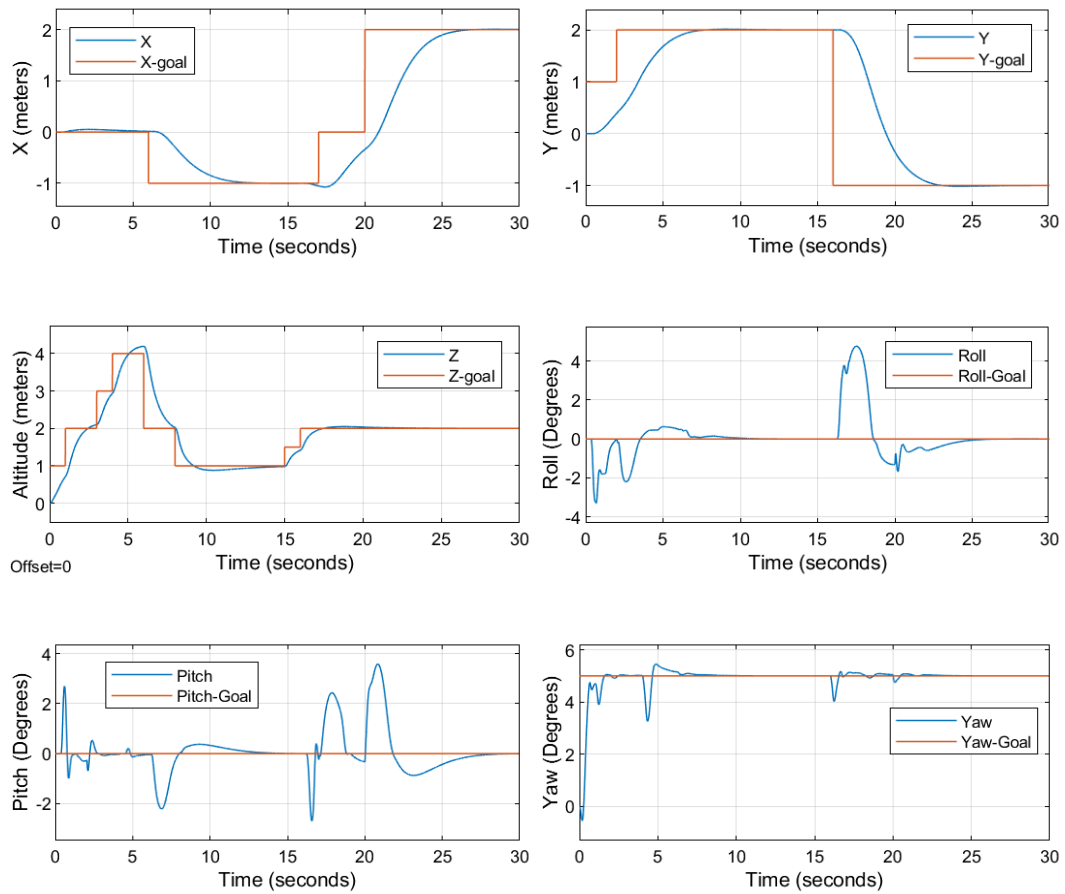 X
X-goal
2
1
0
-1
X (meters)
0 5 10 15 20 25 30
Time (seconds)
Y
Y-goal
2
1
0
-1
Y (meters)
0 5 10 15 20 25 30
Time (seconds)
Z
Z-goal
4
3
2
1
0
Altitude (meters)
0 5 10 15 20 25 30
Time (seconds)
Offset=0
Roll
Roll-Goal
4
2
0
-2
-4
Roll (Degrees)
0 5 10 15 20 25 30
Time (seconds)
Pitch
Pitch-Goal
4
2
0
-2
Pitch (Degrees)
0 5 10 15 20 25 30
Time (seconds)
Yaw
Yaw-Goal
6
4
2
0
Yaw (Degrees)
0 5 10 15 20 25 30
Time (seconds)